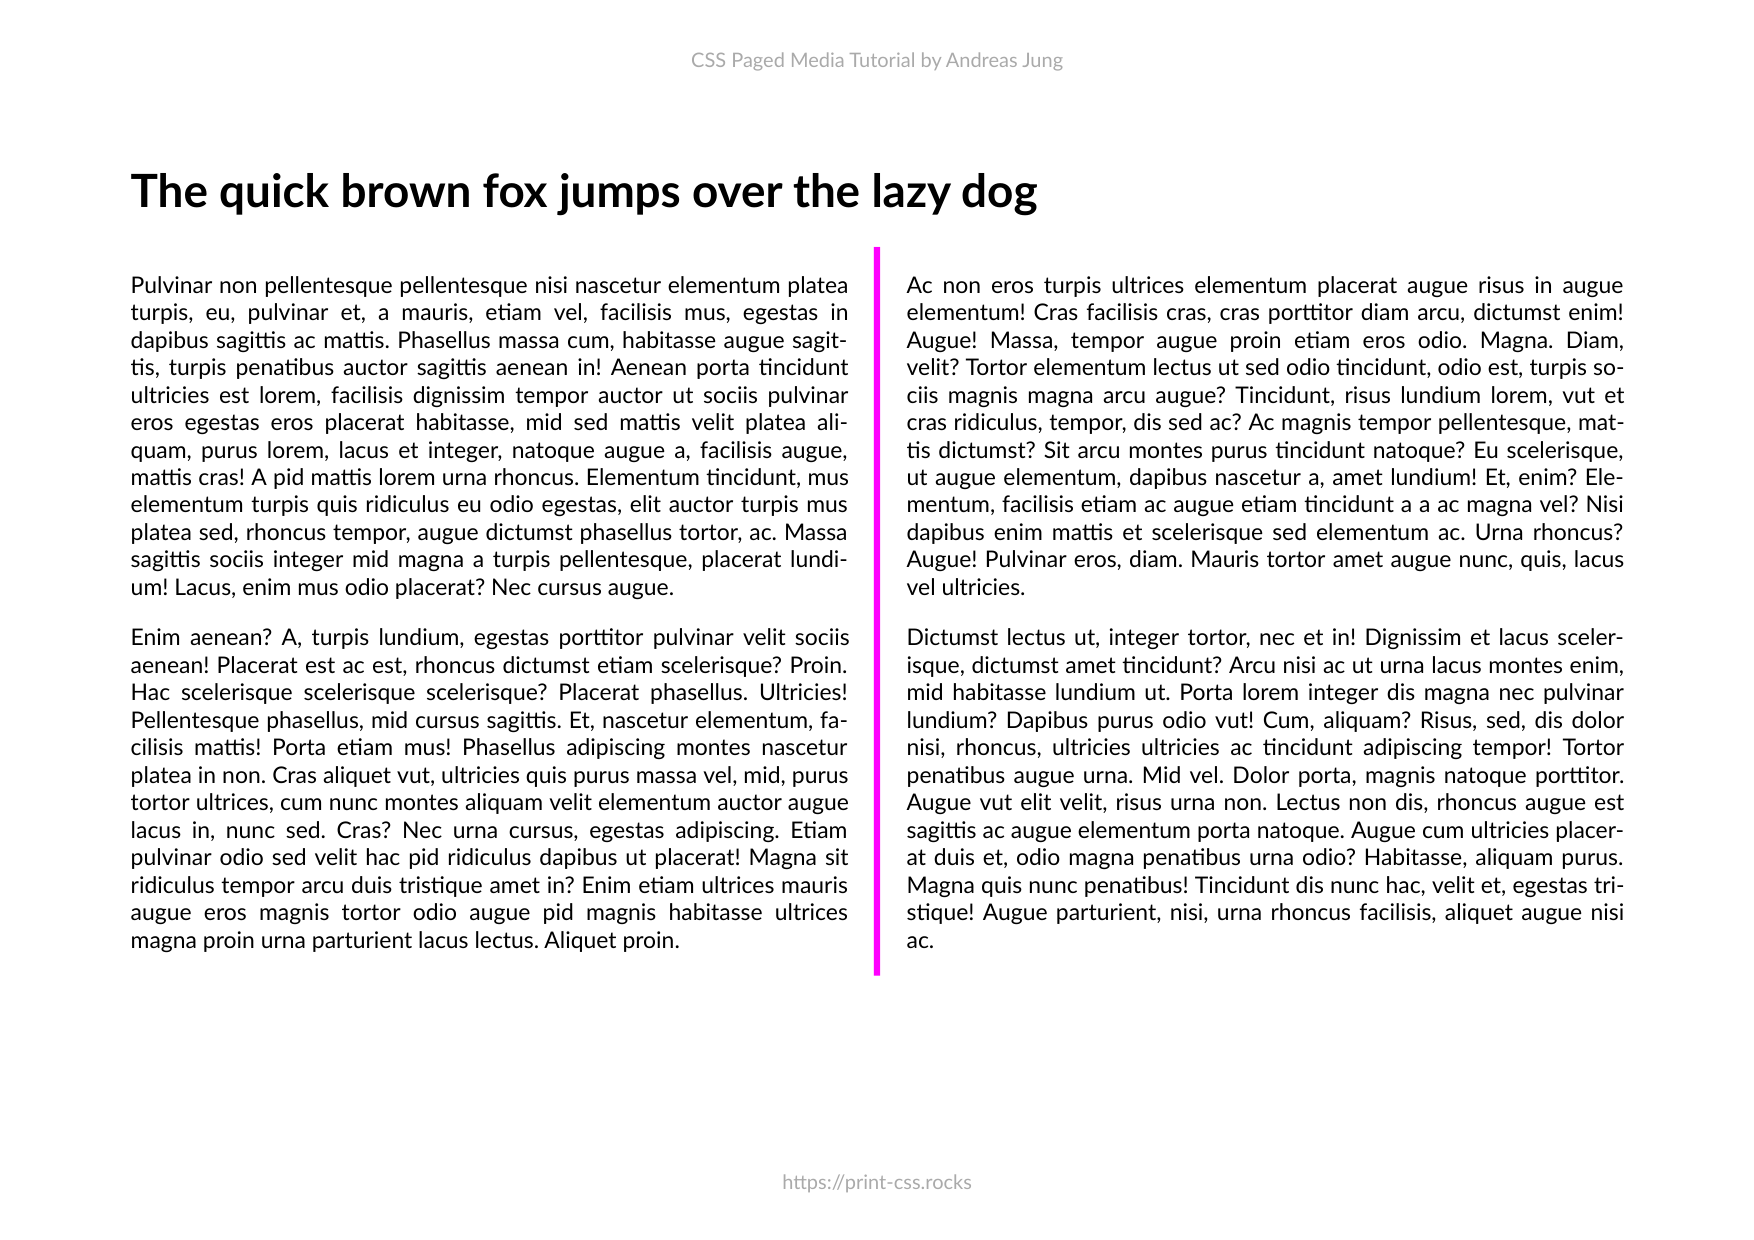 CSS Paged Media Tutorial by Andreas Jung
The quick brown fox jumps over the lazy dog
Pulvinar non pellentesque pellentesque nisi nascetur elementum platea
turpis, eu, pulvinar et, a mauris, etiam vel, facilisis mus, egestas in
dapibus sagittis ac mattis. Phasellus massa cum, habitasse augue sagit-
tis, turpis penatibus auctor sagittis aenean in! Aenean porta tincidunt
ultricies est lorem, facilisis dignissim tempor auctor ut sociis pulvinar
eros egestas eros placerat habitasse, mid sed mattis velit platea ali-
quam, purus lorem, lacus et integer, natoque augue a, facilisis augue,
mattis cras! A pid mattis lorem urna rhoncus. Elementum tincidunt, mus
elementum turpis quis ridiculus eu odio egestas, elit auctor turpis mus
platea sed, rhoncus tempor, augue dictumst phasellus tortor, ac. Massa
sagittis sociis integer mid magna a turpis pellentesque, placerat lundi-
um! Lacus, enim mus odio placerat? Nec cursus augue.
Enim aenean? A, turpis lundium, egestas porttitor pulvinar velit sociis
aenean! Placerat est ac est, rhoncus dictumst etiam scelerisque? Proin.
Hac scelerisque scelerisque scelerisque? Placerat phasellus. Ultricies!
Pellentesque phasellus, mid cursus sagittis. Et, nascetur elementum, fa-
cilisis mattis! Porta etiam mus! Phasellus adipiscing montes nascetur
platea in non. Cras aliquet vut, ultricies quis purus massa vel, mid, purus
tortor ultrices, cum nunc montes aliquam velit elementum auctor augue
lacus in, nunc sed. Cras? Nec urna cursus, egestas adipiscing. Etiam
pulvinar odio sed velit hac pid ridiculus dapibus ut placerat! Magna sit
ridiculus tempor arcu duis tristique amet in? Enim etiam ultrices mauris
augue eros magnis tortor odio augue pid magnis habitasse ultrices
magna proin urna parturient lacus lectus. Aliquet proin.
Ac non eros turpis ultrices elementum placerat augue risus in augue
elementum! Cras facilisis cras, cras porttitor diam arcu, dictumst enim!
Augue! Massa, tempor augue proin etiam eros odio. Magna. Diam,
velit? Tortor elementum lectus ut sed odio tincidunt, odio est, turpis so-
ciis magnis magna arcu augue? Tincidunt, risus lundium lorem, vut et
cras ridiculus, tempor, dis sed ac? Ac magnis tempor pellentesque, mat-
tis dictumst? Sit arcu montes purus tincidunt natoque? Eu scelerisque,
ut augue elementum, dapibus nascetur a, amet lundium! Et, enim? Ele-
mentum, facilisis etiam ac augue etiam tincidunt a a ac magna vel? Nisi
dapibus enim mattis et scelerisque sed elementum ac. Urna rhoncus?
Augue! Pulvinar eros, diam. Mauris tortor amet augue nunc, quis, lacus
vel ultricies.
Dictumst lectus ut, integer tortor, nec et in! Dignissim et lacus sceler-
isque, dictumst amet tincidunt? Arcu nisi ac ut urna lacus montes enim,
mid habitasse lundium ut. Porta lorem integer dis magna nec pulvinar
lundium? Dapibus purus odio vut! Cum, aliquam? Risus, sed, dis dolor
nisi, rhoncus, ultricies ultricies ac tincidunt adipiscing tempor! Tortor
penatibus augue urna. Mid vel. Dolor porta, magnis natoque porttitor.
Augue vut elit velit, risus urna non. Lectus non dis, rhoncus augue est
sagittis ac augue elementum porta natoque. Augue cum ultricies placer-
at duis et, odio magna penatibus urna odio? Habitasse, aliquam purus.
Magna quis nunc penatibus! Tincidunt dis nunc hac, velit et, egestas tri-
stique! Augue parturient, nisi, urna rhoncus facilisis, aliquet augue nisi
ac.
https://print-css.rocks